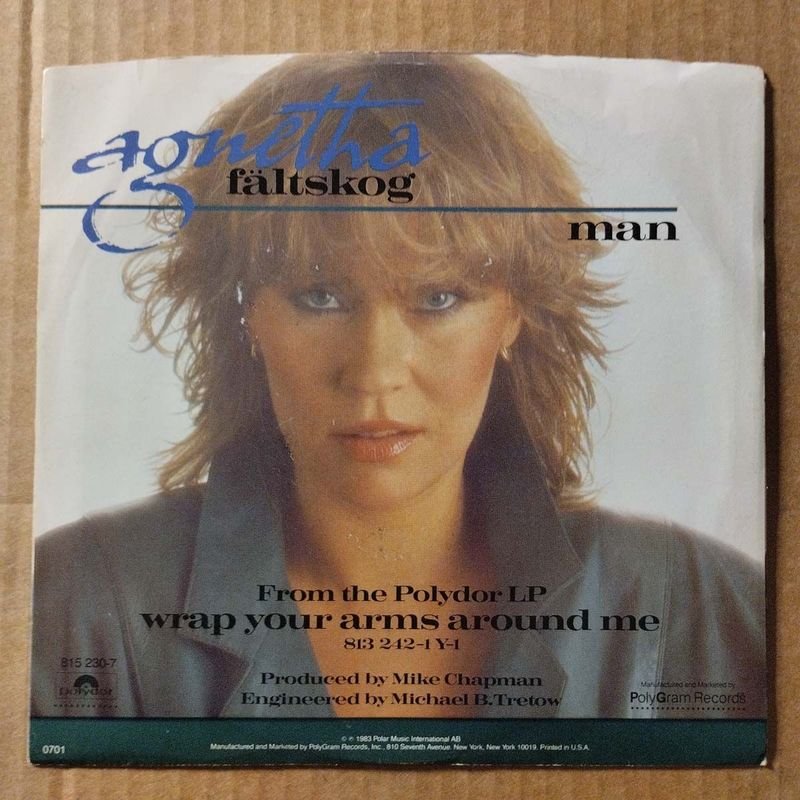 agnetha
fältskog
man
From the Polydor LP
wrap your arms around me
813 242-1 Y-1
815 230-7
polydor
Produced by Mike Chapman
Engineered by Michael B. Tretow
Manufactured and Marketed by
PolyGram Records
0701
© ℗ 1983 Polar Music International AB
Manufactured and Marketed by PolyGram Records, Inc., 810 Seventh Avenue. New York, New York 10019. Printed in U.S.A.